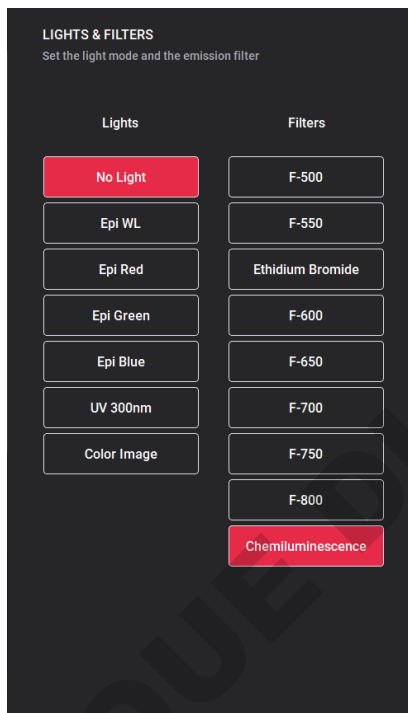 LIGHTS & FILTERS
Set the light mode and the emission filter
Lights
Filters
No Light
F-500
Epi WL
F-550
Epi Red
Ethidium Bromide
Epi Green
F-600
Epi Blue
F-650
UV 300nm
F-700
Color Image
F-750
F-800
Chemiluminescence